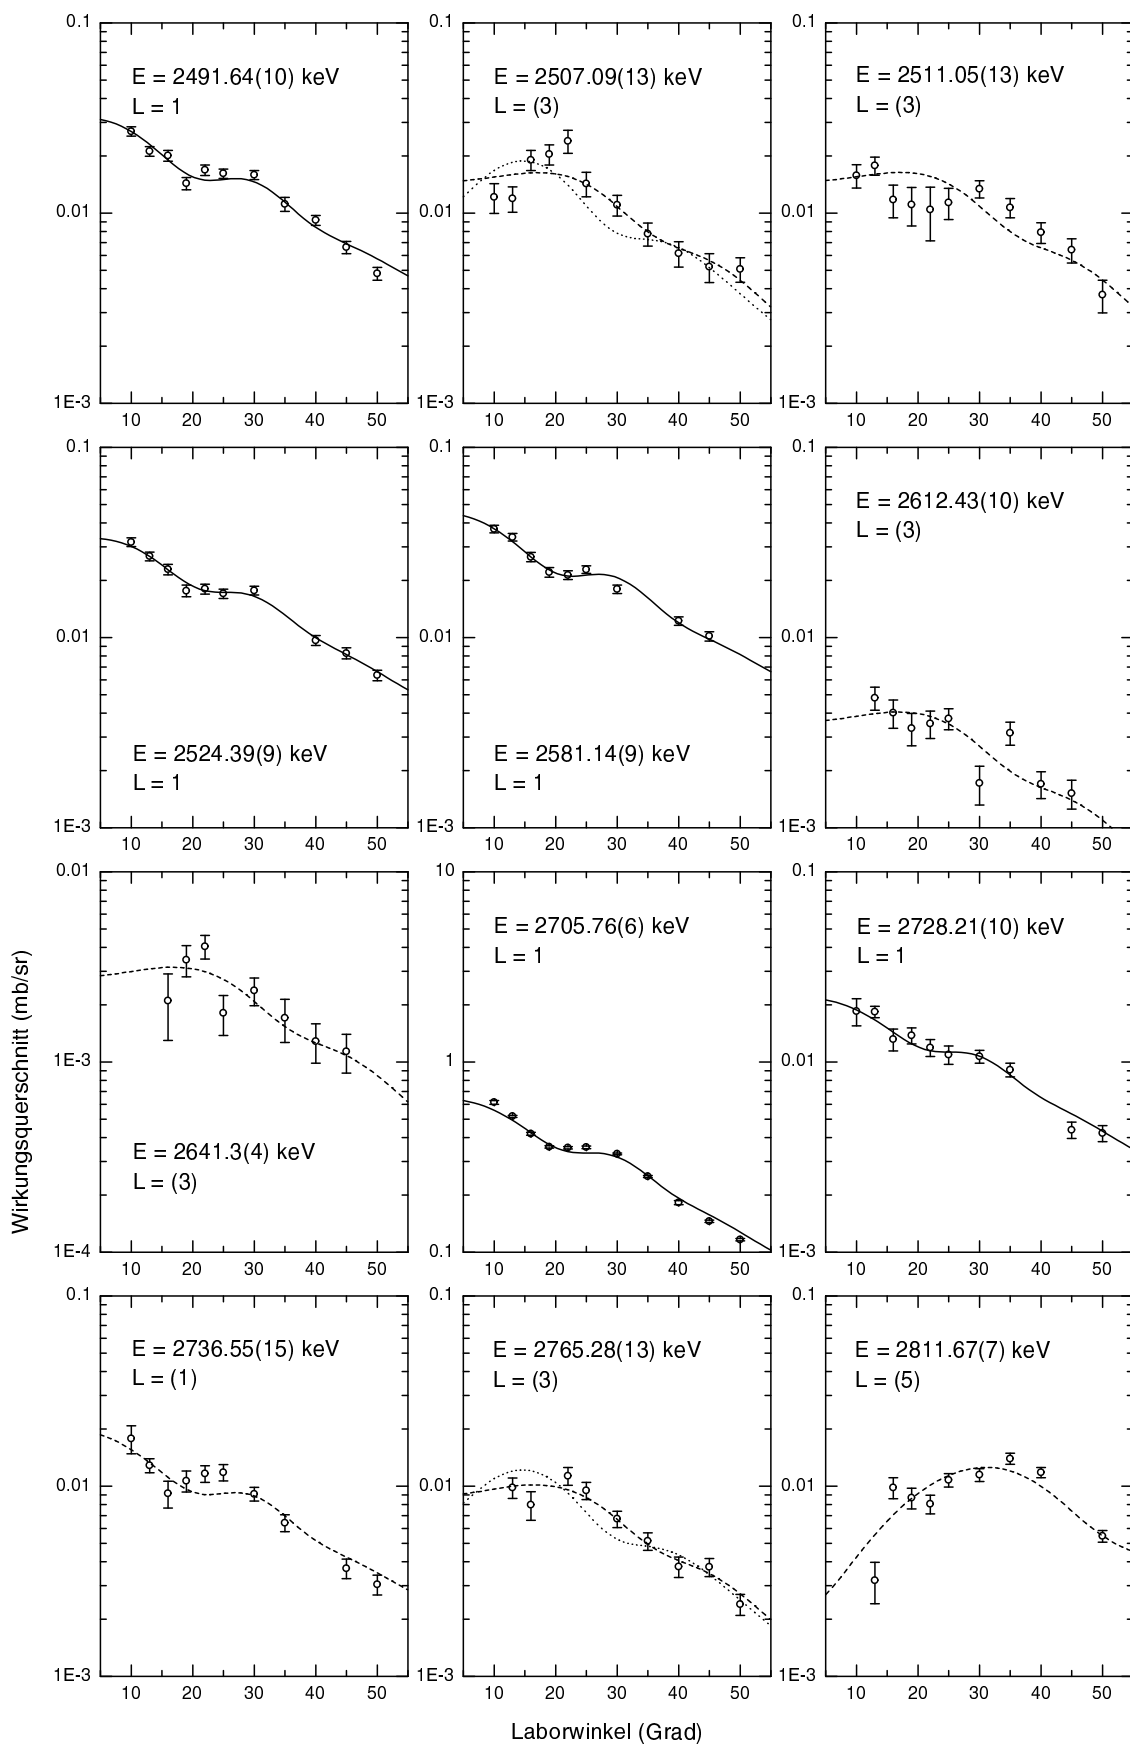 0.1 0.1 0.1
E = 2491.64(10) keV E = 2507.09(13) keV E = 2511.05(13) keV
L = 1 L = (3) L = (3)
0.01 0.01 0.01
1E-3 1E-3 1E-3
10 20 30 40 50 10 20 30 40 50 10 20 30 40 50
0.1 0.1 0.1
E = 2612.43(10) keV
L = (3)
0.01 0.01 0.01
E = 2524.39(9) keV E = 2581.14(9) keV
L = 1 L = 1
1E-3 1E-3 1E-3
10 20 30 40 50 10 20 30 40 50 10 20 30 40 50
0.01 10 0.1
E = 2705.76(6) keV E = 2728.21(10) keV
L = 1 L = 1
1E-3 1 0.01
E = 2641.3(4) keV
L = (3)
1E-4 0.1 1E-3
10 20 30 40 50 10 20 30 40 50 10 20 30 40 50
Wirkungsquerschnitt (mb/sr)
0.1 0.1 0.1
E = 2736.55(15) keV E = 2765.28(13) keV E = 2811.67(7) keV
L = (1) L = (3) L = (5)
0.01 0.01 0.01
1E-3 1E-3 1E-3
10 20 30 40 50 10 20 30 40 50 10 20 30 40 50
Laborwinkel (Grad)